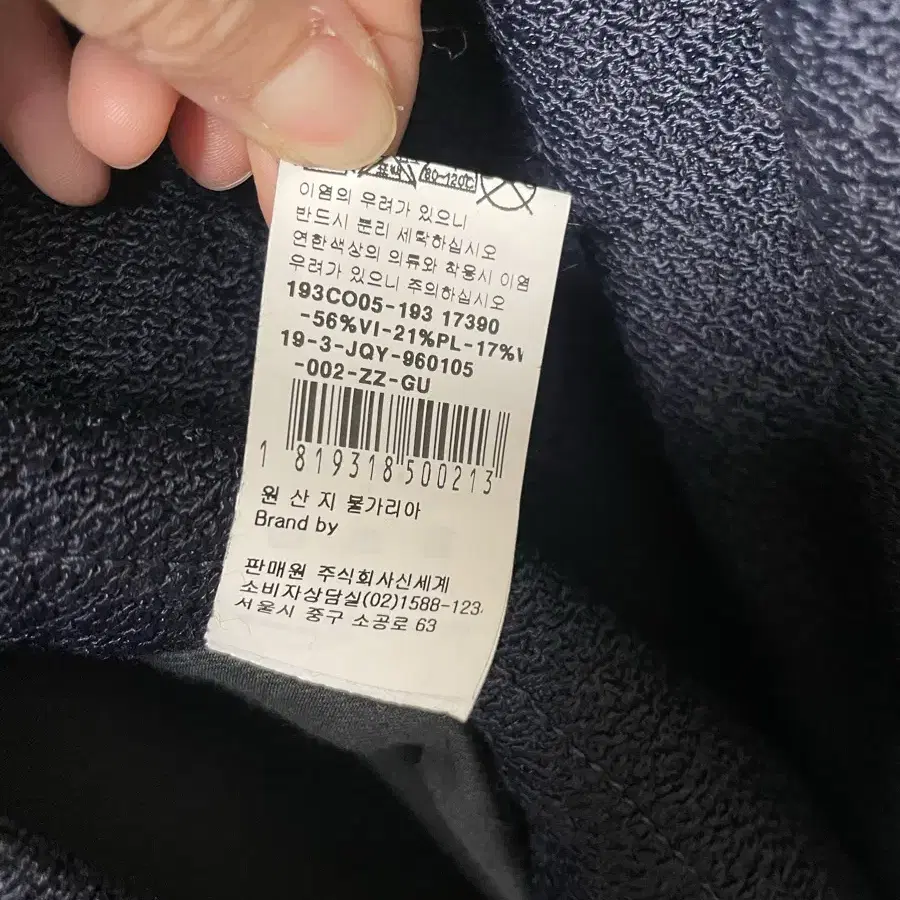 80-120℃
이염의 우려가 있으니
반드시 분리 세탁하십시오
연한색상의 의류와 착용시 이염
우려가 있으니 주의하십시오
193CO05-193 17390
-56%VI-21%PL-17%
19-3-JQY-960105
-002-ZZ-GU
1 819318 500213
원 산 지 불가리아
Brand by
판매원 주식회사신세계
소비자상담실(02)1588-123
서울시 중구 소공로 63